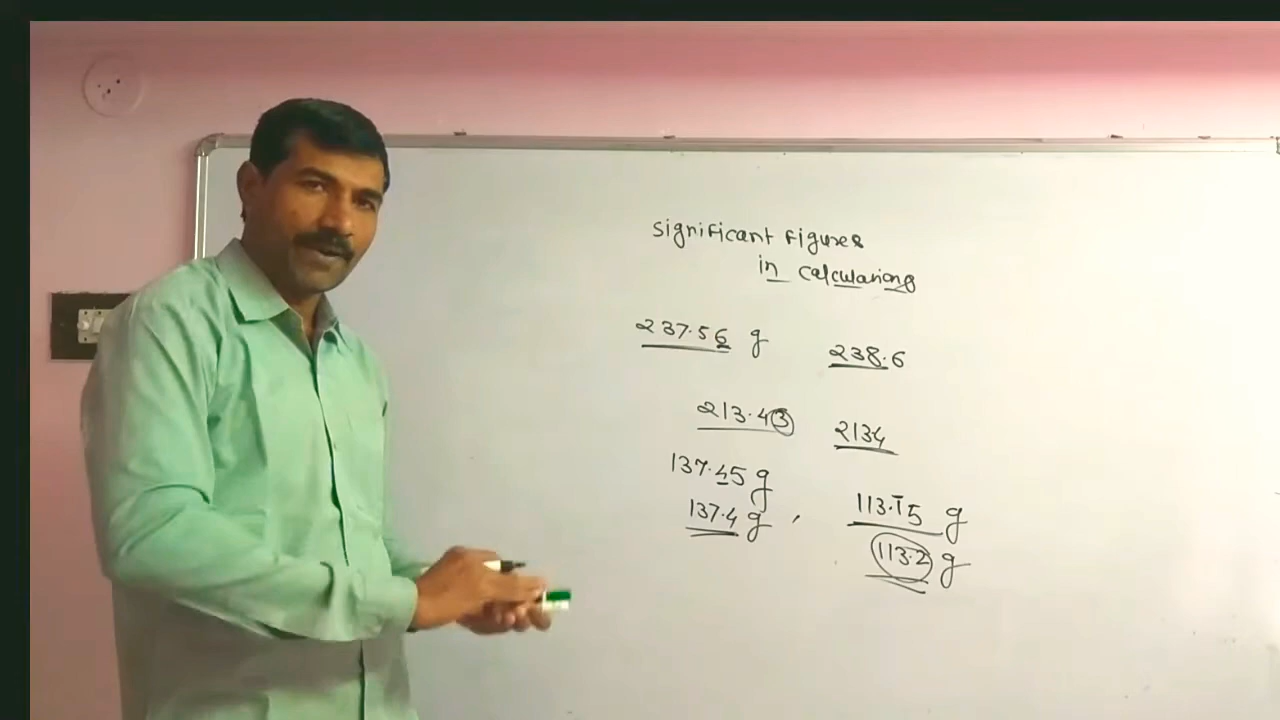 Significant Figures
in calculations
237.56 g
238.6
213.43
2134
137.45 g
137.4 g ,
113.15 g
113.2 g